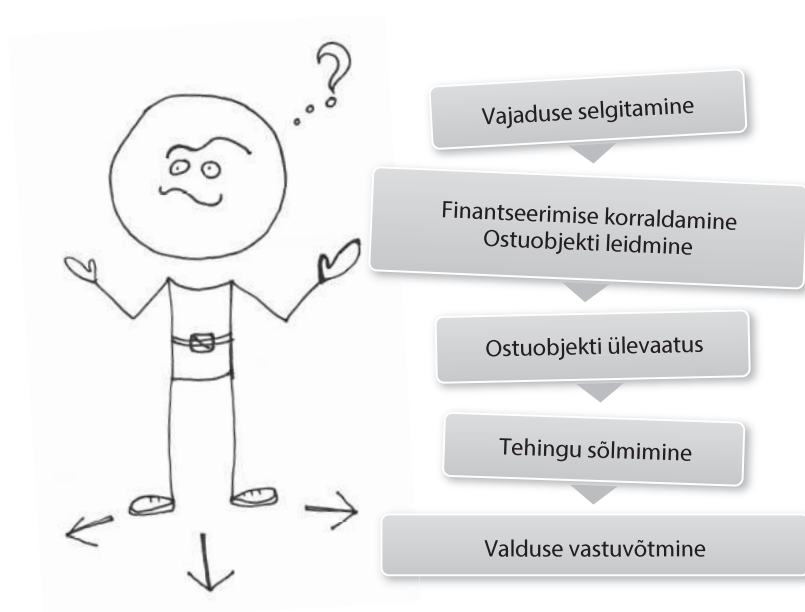 ?
Vajaduse selgitamine
Finantseerimise korraldamine
Ostuobjekti leidmine
Ostuobjekti ülevaatus
Tehingu sõlmimine
Valduse vastuvõtmine